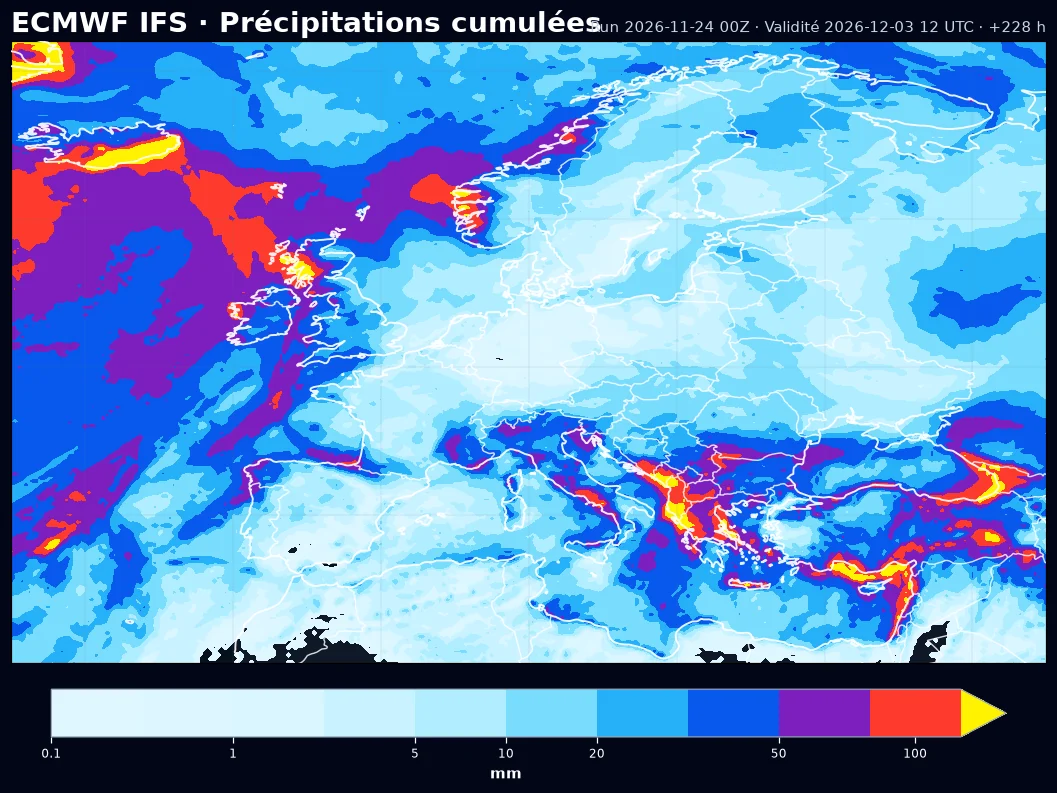 ECMWF IFS · Précipitations cumulées
Run 2026-11-24 00Z · Validité 2026-12-03 12 UTC · +228 h
0.1 1 5 10 20 50 100
mm